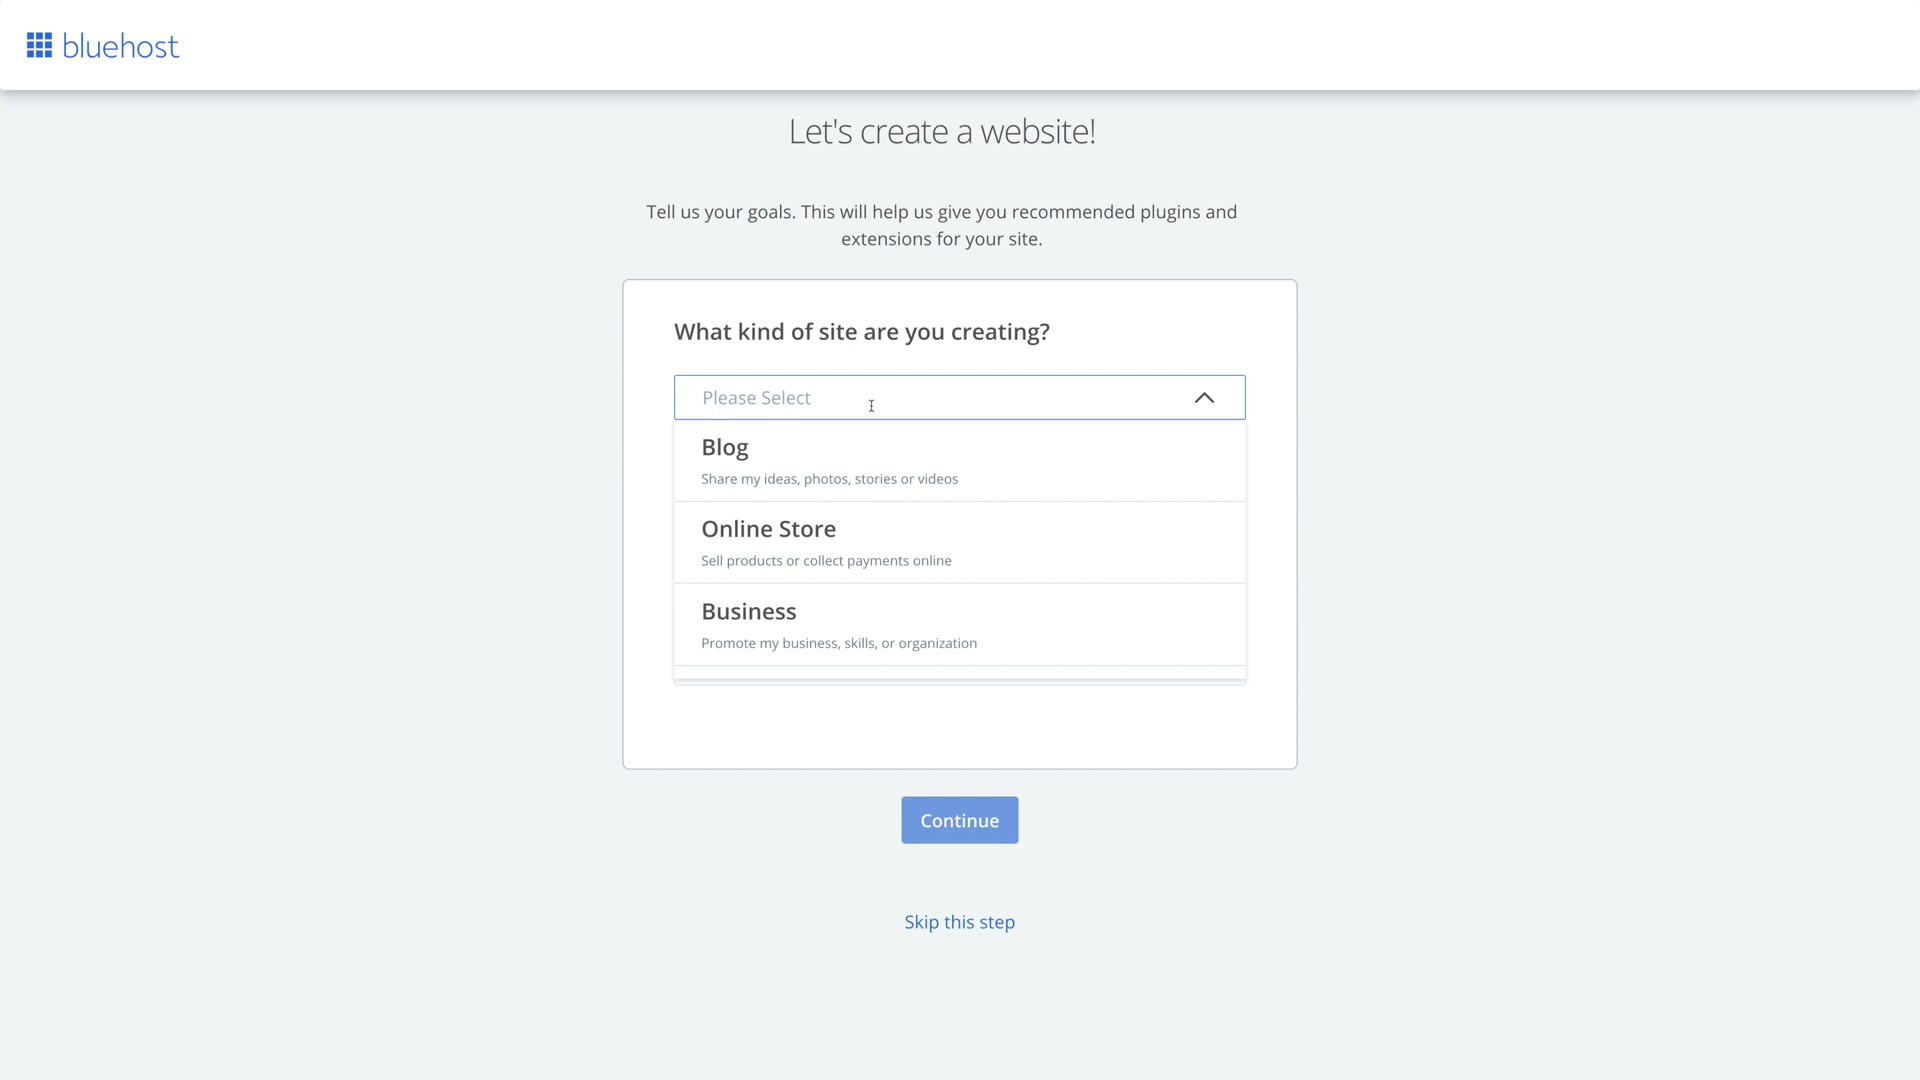 bluehost
Let's create a website!
Tell us your goals. This will help us give you recommended plugins and
extensions for your site.
What kind of site are you creating?
Please Select
Blog
Share my ideas, photos, stories or videos
Online Store
Sell products or collect payments online
Business
Promote my business, skills, or organization
Continue
Skip this step